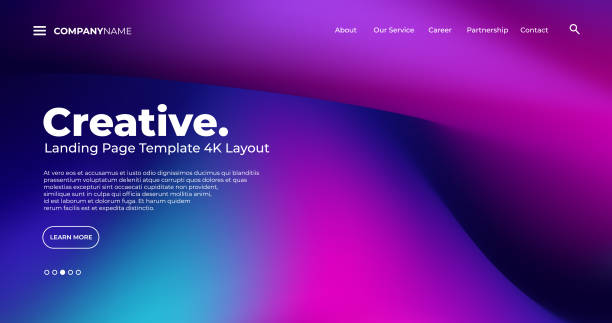 COMPANYNAME
About
Our Service
Career
Partnership
Contact
Creative.
Landing Page Template 4K Layout
At vero eos et accusamus et iusto odio dignissimos ducimus qui blanditiis
praesentium voluptatum deleniti atque corrupti quos dolores et quas
molestias excepturi sint occaecati cupiditate non provident,
similique sunt in culpa qui officia deserunt mollitia animi,
id est laborum et dolorum fuga. Et harum quidem
rerum facilis est et expedita distinctio.
LEARN MORE